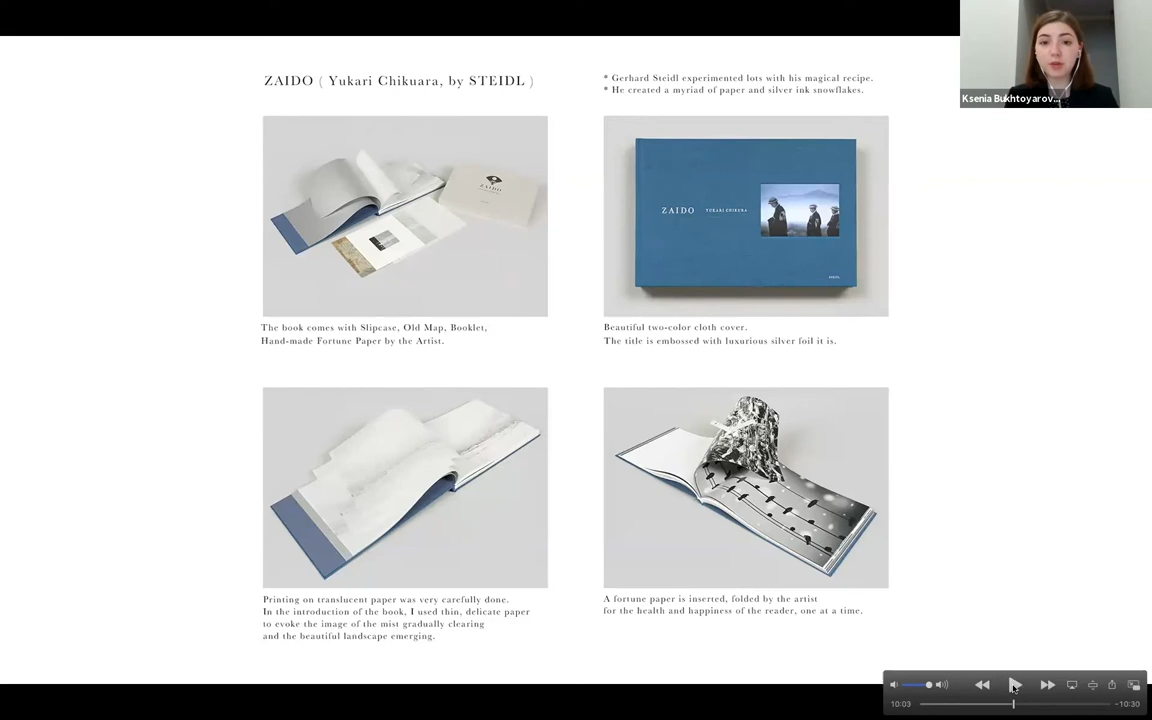 ZAIDO ( Yukari Chikuara, by STEIDL )
* Gerhard Steidl experimented lots with his magical recipe.
* He created a myriad of paper and silver ink snowflakes.
Ksenia Bukhtoyarov...
ZAIDO
ZAIDO YUKARI CHIKURA
STEIDL
The book comes with Slipcase, Old Map, Booklet,
Hand-made Fortune Paper by the Artist.
Beautiful two-color cloth cover.
The title is embossed with luxurious silver foil it is.
Printing on translucent paper was very carefully done.
In the introduction of the book, I used thin, delicate paper
to evoke the image of the mist gradually clearing
and the beautiful landscape emerging.
A fortune paper is inserted, folded by the artist
for the health and happiness of the reader, one at a time.
10:03
-10:30